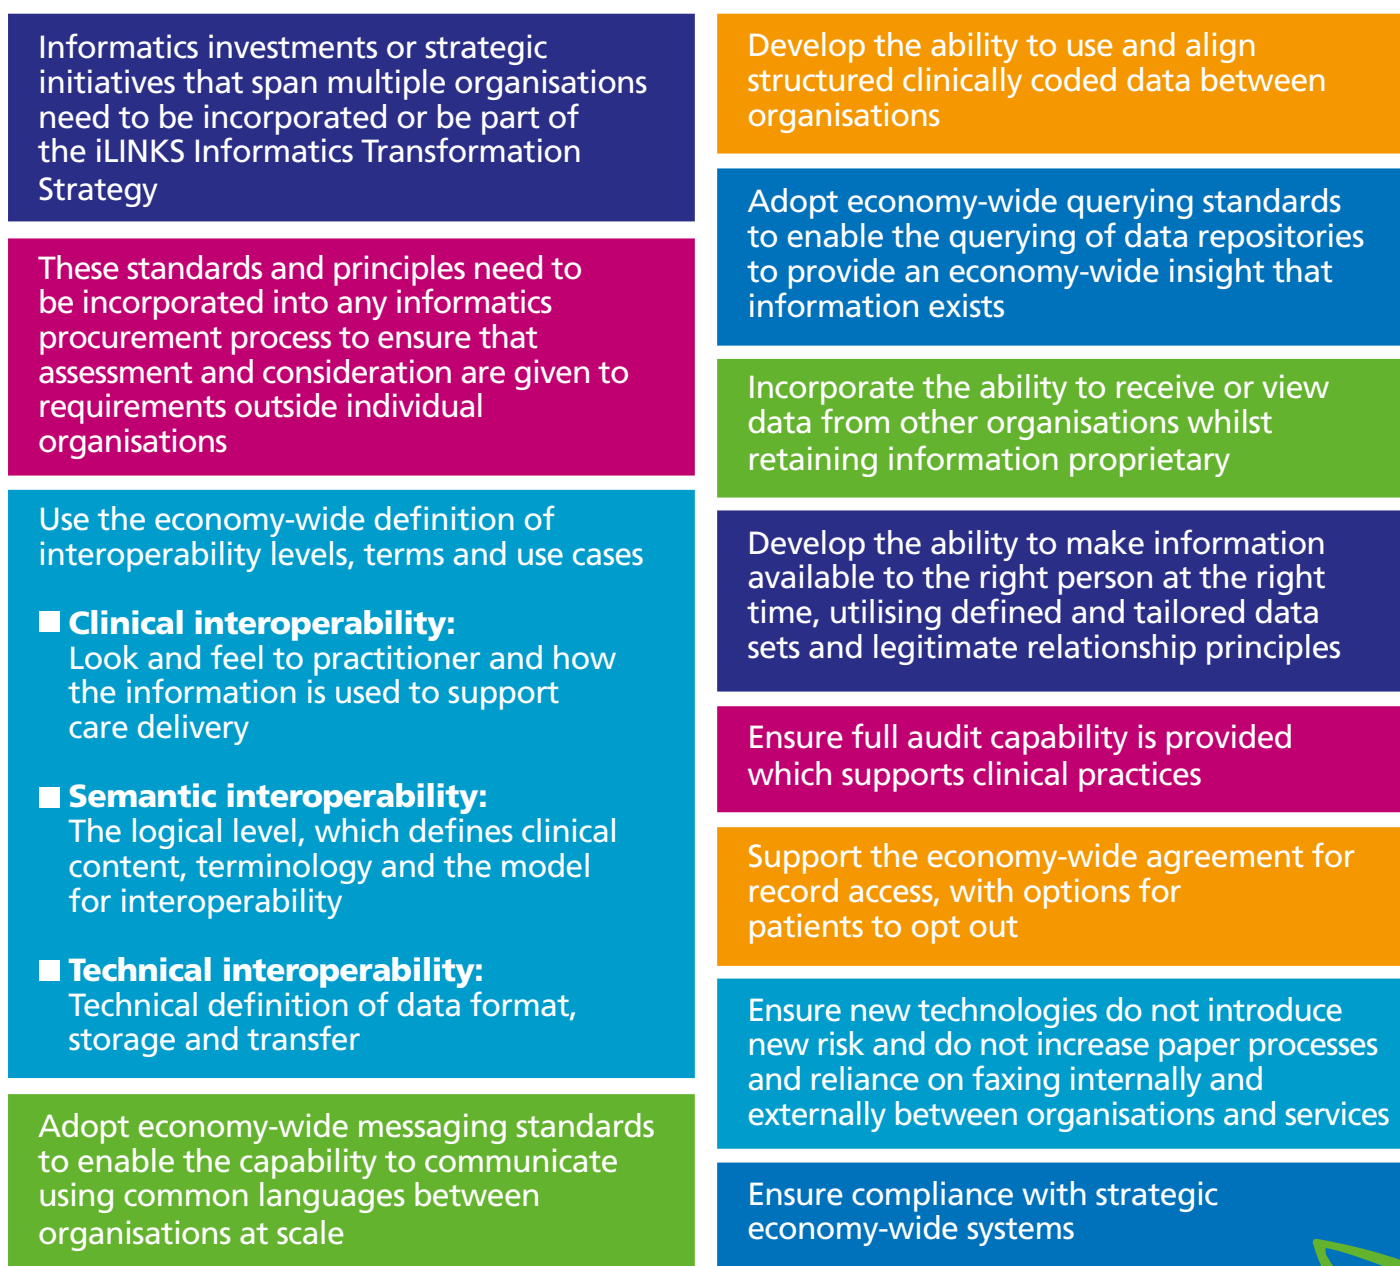 Informatics investments or strategic
initiatives that span multiple organisations
need to be incorporated or be part of
the iLINKS Informatics Transformation
Strategy
These standards and principles need to
be incorporated into any informatics
procurement process to ensure that
assessment and consideration are given to
requirements outside individual
organisations
Use the economy-wide definition of
interoperability levels, terms and use cases
Clinical interoperability:
Look and feel to practitioner and how
the information is used to support
care delivery
Semantic interoperability:
The logical level, which defines clinical
content, terminology and the model
for interoperability
Technical interoperability:
Technical definition of data format,
storage and transfer
Adopt economy-wide messaging standards
to enable the capability to communicate
using common languages between
organisations at scale
Develop the ability to use and align
structured clinically coded data between
organisations
Adopt economy-wide querying standards
to enable the querying of data repositories
to provide an economy-wide insight that
information exists
Incorporate the ability to receive or view
data from other organisations whilst
retaining information proprietary
Develop the ability to make information
available to the right person at the right
time, utilising defined and tailored data
sets and legitimate relationship principles
Ensure full audit capability is provided
which supports clinical practices
Support the economy-wide agreement for
record access, with options for
patients to opt out
Ensure new technologies do not introduce
new risk and do not increase paper processes
and reliance on faxing internally and
externally between organisations and services
Ensure compliance with strategic
economy-wide systems